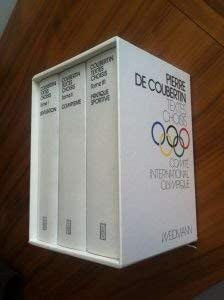 COUBERTIN
TEXTES
CHOISIS
Tome I
REVELATION
COUBERTIN
TEXTES
CHOISIS
Tome II
OLYMPISME
COUBERTIN
TEXTES
CHOISIS
Tome III
PRATIQUE
SPORTIVE
PIERRE
DE COUBERTIN
TEXTES
CHOISIS
COMITÉ
INTERNATIONAL
OLYMPIQUE
WEIDMANN